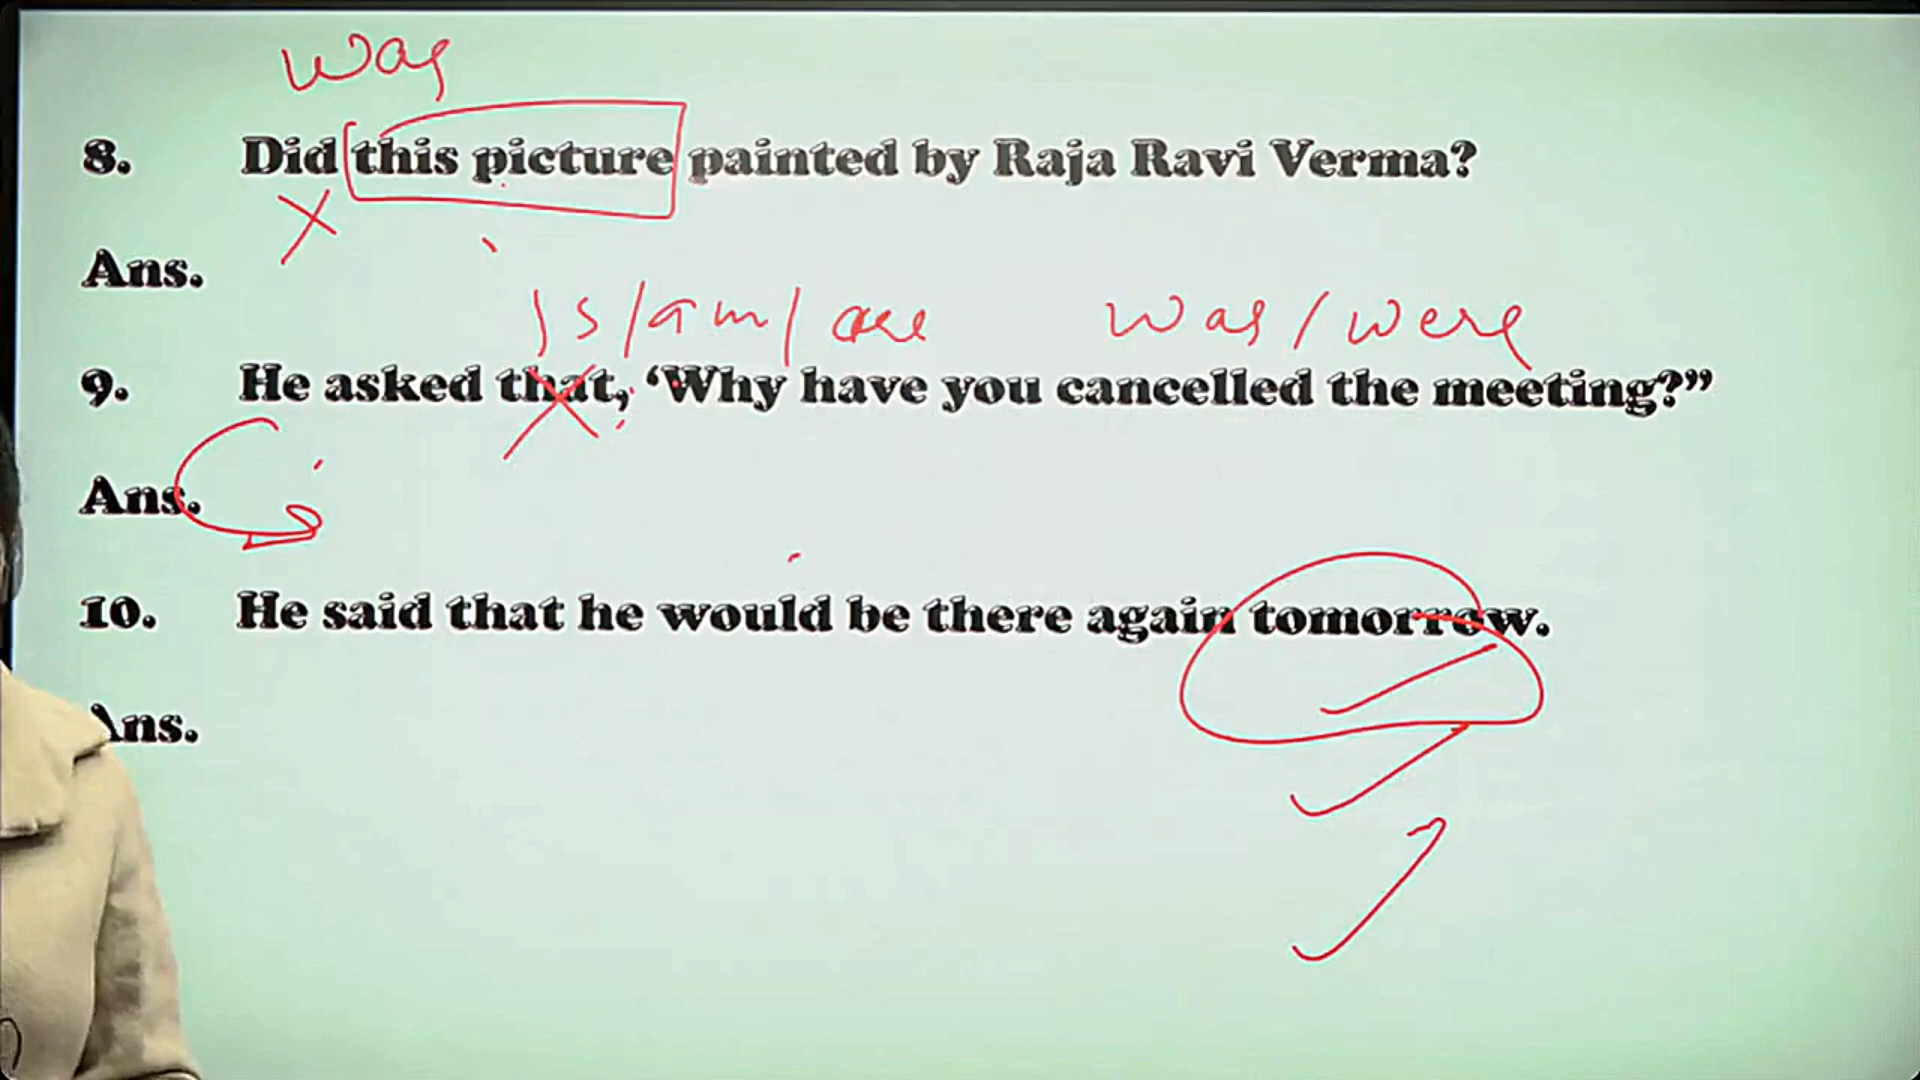 Was
8. Did this picture painted by Raja Ravi Verma?
Ans.
is/am/are was/were
9. He asked that, ‘Why have you cancelled the meeting?”
Ans.
10. He said that he would be there again tomorrow.
Ans.